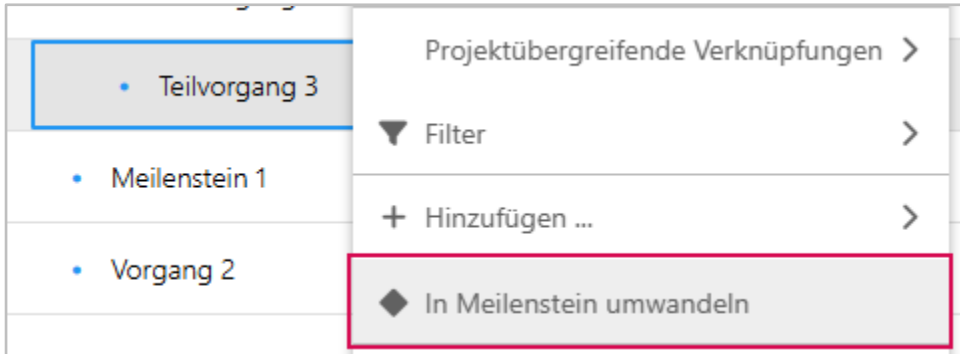 Projektübergreifende Verknüpfungen
Teilvorgang 3
Filter
Meilenstein 1
Hinzufügen ...
Vorgang 2
In Meilenstein umwandeln